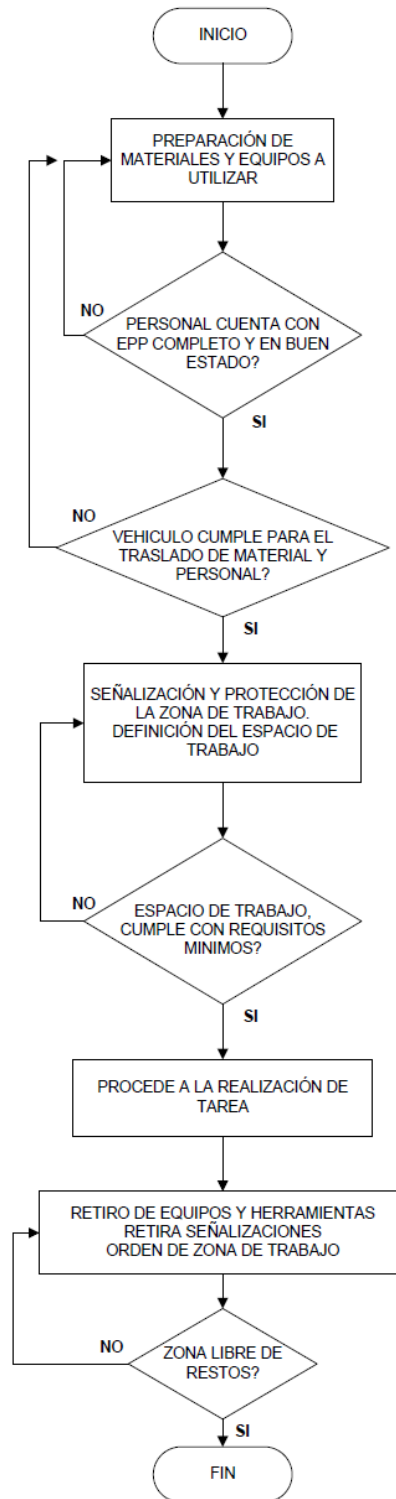 INICIO
PREPARACIÓN DE
MATERIALES Y EQUIPOS A
UTILIZAR
NO
PERSONAL CUENTA CON
EPP COMPLETO Y EN BUEN
ESTADO?
SI
NO
VEHICULO CUMPLE PARA EL
TRASLADO DE MATERIAL Y
PERSONAL?
SI
SEÑALIZACIÓN Y PROTECCIÓN DE
LA ZONA DE TRABAJO.
DEFINICIÓN DEL ESPACIO DE
TRABAJO
NO
ESPACIO DE TRABAJO,
CUMPLE CON REQUISITOS
MINIMOS?
SI
PROCEDE A LA REALIZACIÓN DE
TAREA
RETIRO DE EQUIPOS Y HERRAMIENTAS
RETIRA SEÑALIZACIONES
ORDEN DE ZONA DE TRABAJO
NO
ZONA LIBRE DE
RESTOS?
SI
FIN